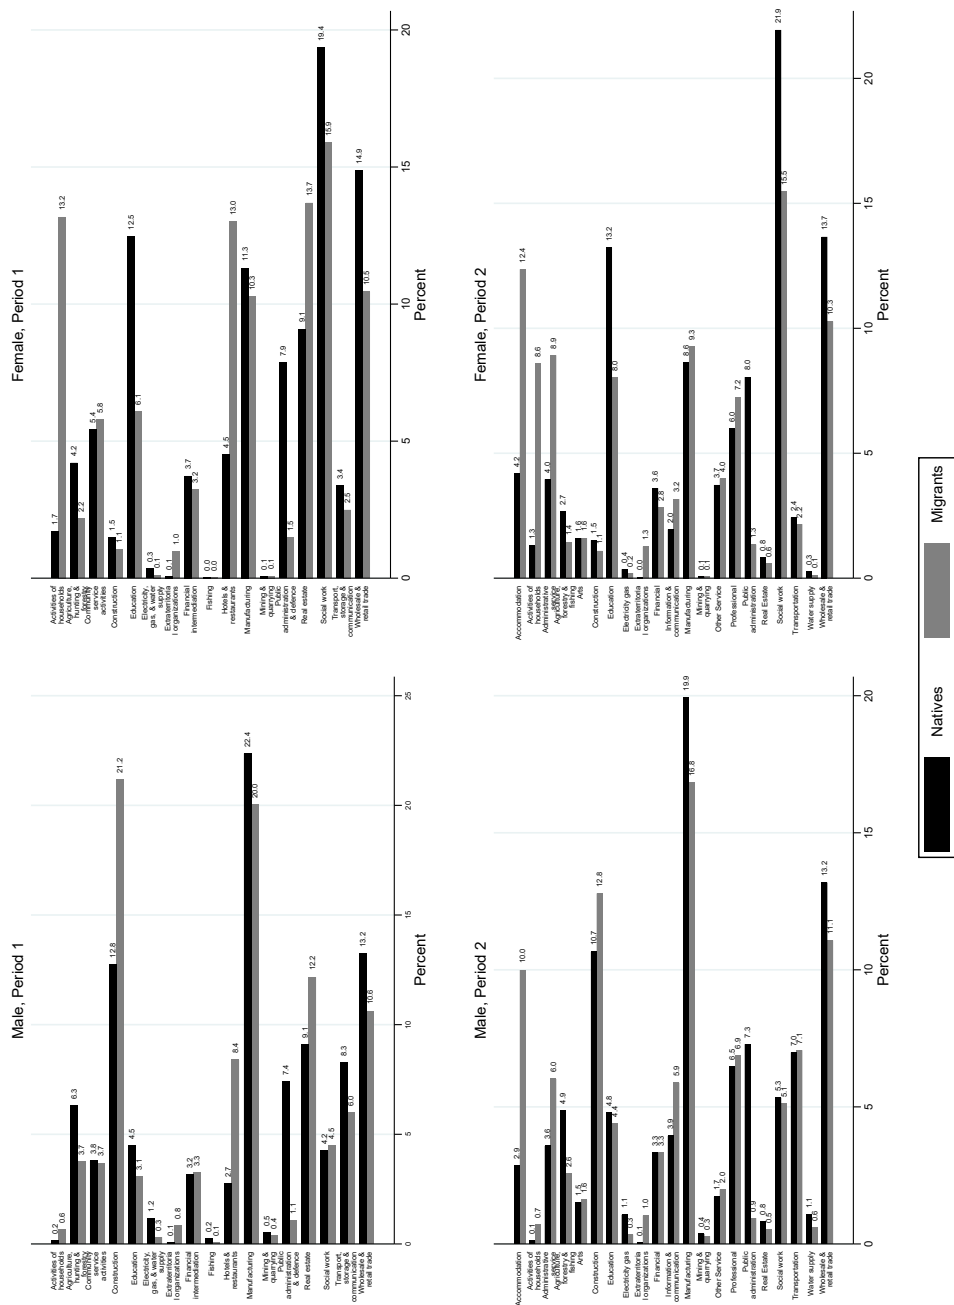 Male, Period 1
Activities of
households
0.2
0.6
Agriculture,
hunting &
forestry
6.3
3.7
Community
service
activities
3.8
3.7
Construction
12.8
21.2
Education
4.5
3.1
Electricity,
gas, & water
supply
1.2
0.3
Extraterritoria
l organizations
0.1
0.8
Financial
intermediation
3.2
3.3
Fishing
0.2
0.1
Hotels &
restaurants
2.7
8.4
Manufacturing
22.4
20.0
Mining &
quarrying
0.5
0.4
Public
administration
& defence
7.4
1.1
Real estate
9.1
12.2
Social work
4.2
4.5
Transport,
storage &
communication
8.3
6.0
Wholesale &
retail trade
13.2
10.6
0 5 10 15 20 25
Percent
Female, Period 1
Activities of
households
1.7
13.2
Agriculture,
hunting &
forestry
4.2
2.2
Community
service
activities
5.4
5.8
Construction
1.5
1.1
Education
12.5
6.1
Electricity,
gas, & water
supply
0.3
0.1
Extraterritoria
l organizations
0.1
1.0
Financial
intermediation
3.7
3.2
Fishing
0.0
0.0
Hotels &
restaurants
4.5
13.0
Manufacturing
11.3
10.3
Mining &
quarrying
0.1
0.1
Public
administration
& defence
7.9
1.5
Real estate
9.1
13.7
Social work
19.4
15.9
Transport,
storage &
communication
3.4
2.5
Wholesale &
retail trade
14.9
10.5
0 5 10 15 20
Percent
Male, Period 2
Accommodation
2.9
10.0
Activities of
households
0.1
0.7
Administrative
service
3.6
6.0
Agriculture,
forestry &
fishing
4.9
2.6
Arts
1.5
1.6
Construction
10.7
12.8
Education
4.8
4.4
Electricity gas
1.1
0.3
Extraterritoria
l organizations
0.1
1.0
Financial
3.3
3.3
Information &
communication
3.9
5.9
Manufacturing
19.9
16.8
Mining &
quarrying
0.4
0.3
Other Service
1.7
2.0
Professional
6.5
6.9
Public
administration
7.3
0.9
Real Estate
0.8
0.5
Social work
5.3
5.1
Transportation
7.0
7.1
Water supply
1.1
0.6
Wholesale &
retail trade
13.2
11.1
0 5 10 15 20
Percent
Female, Period 2
Accommodation
4.2
12.4
Activities of
households
1.3
8.6
Administrative
service
4.0
8.9
Agriculture,
forestry &
fishing
2.7
1.4
Arts
1.6
1.6
Construction
1.5
1.1
Education
13.2
8.0
Electricity gas
0.4
0.2
Extraterritoria
l organizations
0.0
1.3
Financial
3.6
2.8
Information &
communication
2.0
3.2
Manufacturing
8.6
9.3
Mining &
quarrying
0.1
0.1
Other Service
3.7
4.0
Professional
6.0
7.2
Public
administration
8.0
1.3
Real Estate
0.8
0.6
Social work
21.9
15.5
Transportation
2.4
2.2
Water supply
0.3
0.1
Wholesale &
retail trade
13.7
10.3
0 5 10 15 20
Percent
Natives Migrants